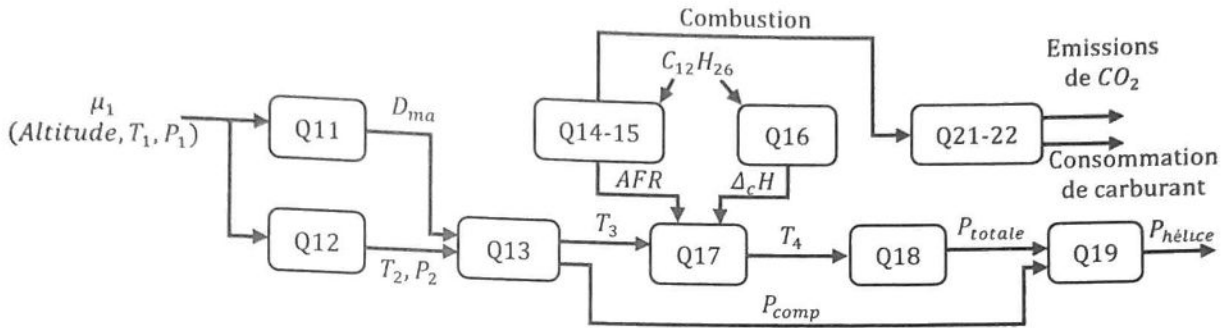 Combustion
Emissions
de CO₂
C₁₂H₂₆
μ₁
(Altitude, T₁, P₁)
D_ma
Q11
Q14-15
Q16
Q21-22
Consommation
de carburant
AFR
Δ_cH
Q12
T₂, P₂
Q13
T₃
Q17
T₄
Q18
P_totale
Q19
P_hélice
P_comp